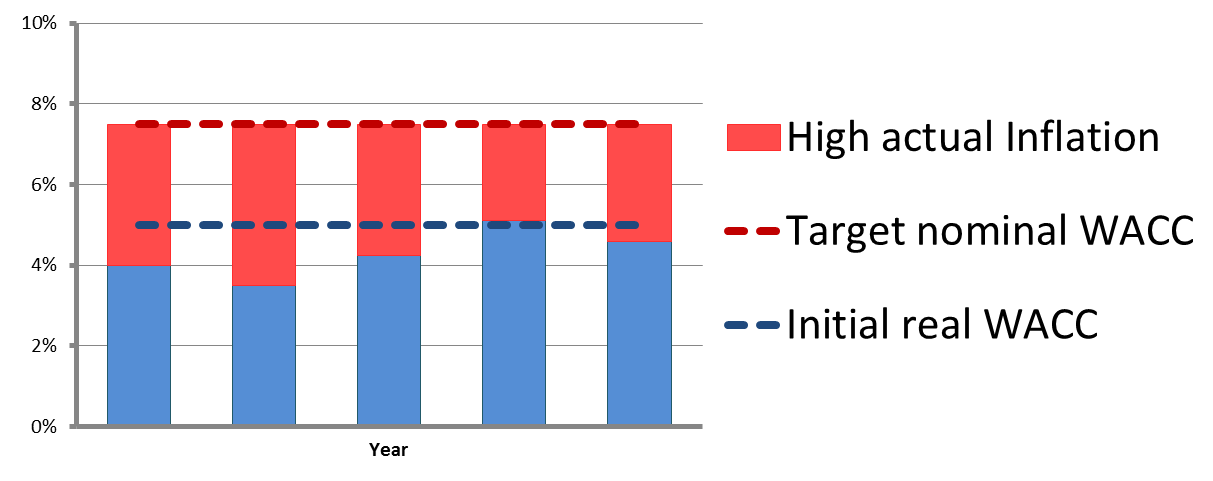 10%
8%
6%
4%
2%
0%
Year
High actual Inflation
Target nominal WACC
Initial real WACC